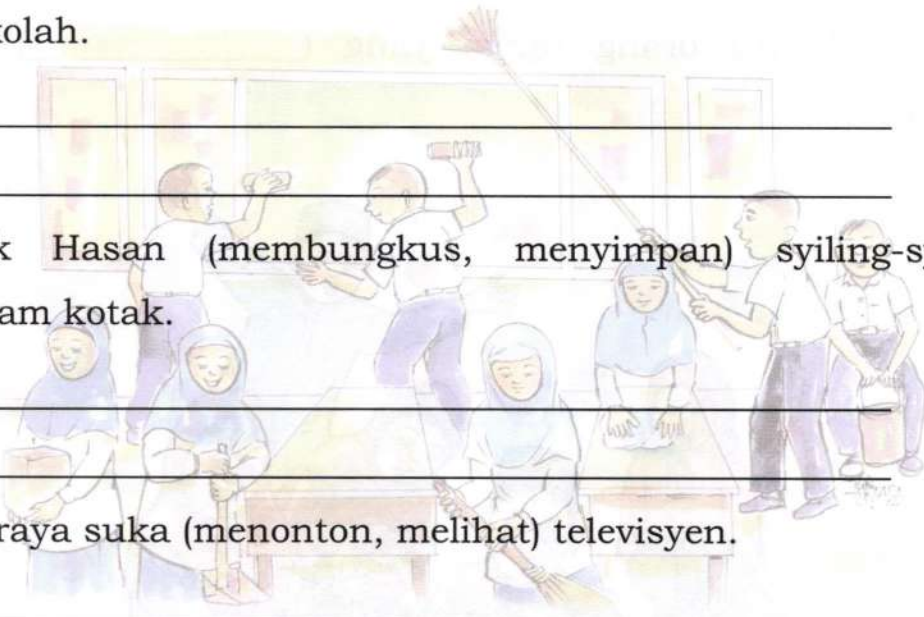 kolah.
k Hasan (membungkus, menyimpan) syiling-s
am kotak.
raya suka (menonton, melihat) televisyen.